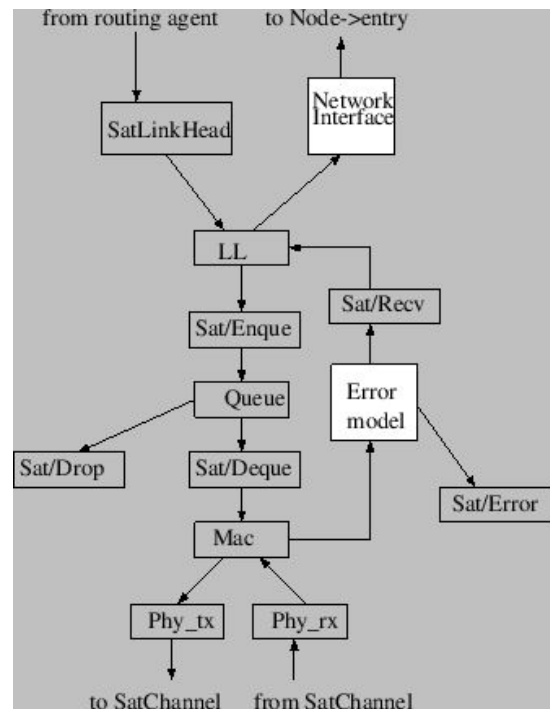 from routing agent
to Node->entry
SatLinkHead
Network
Interface
LL
Sat/Recv
Sat/Enque
Queue
Error
model
Sat/Drop
Sat/Deque
Sat/Error
Mac
Phy_tx
Phy_rx
to SatChannel
from SatChannel